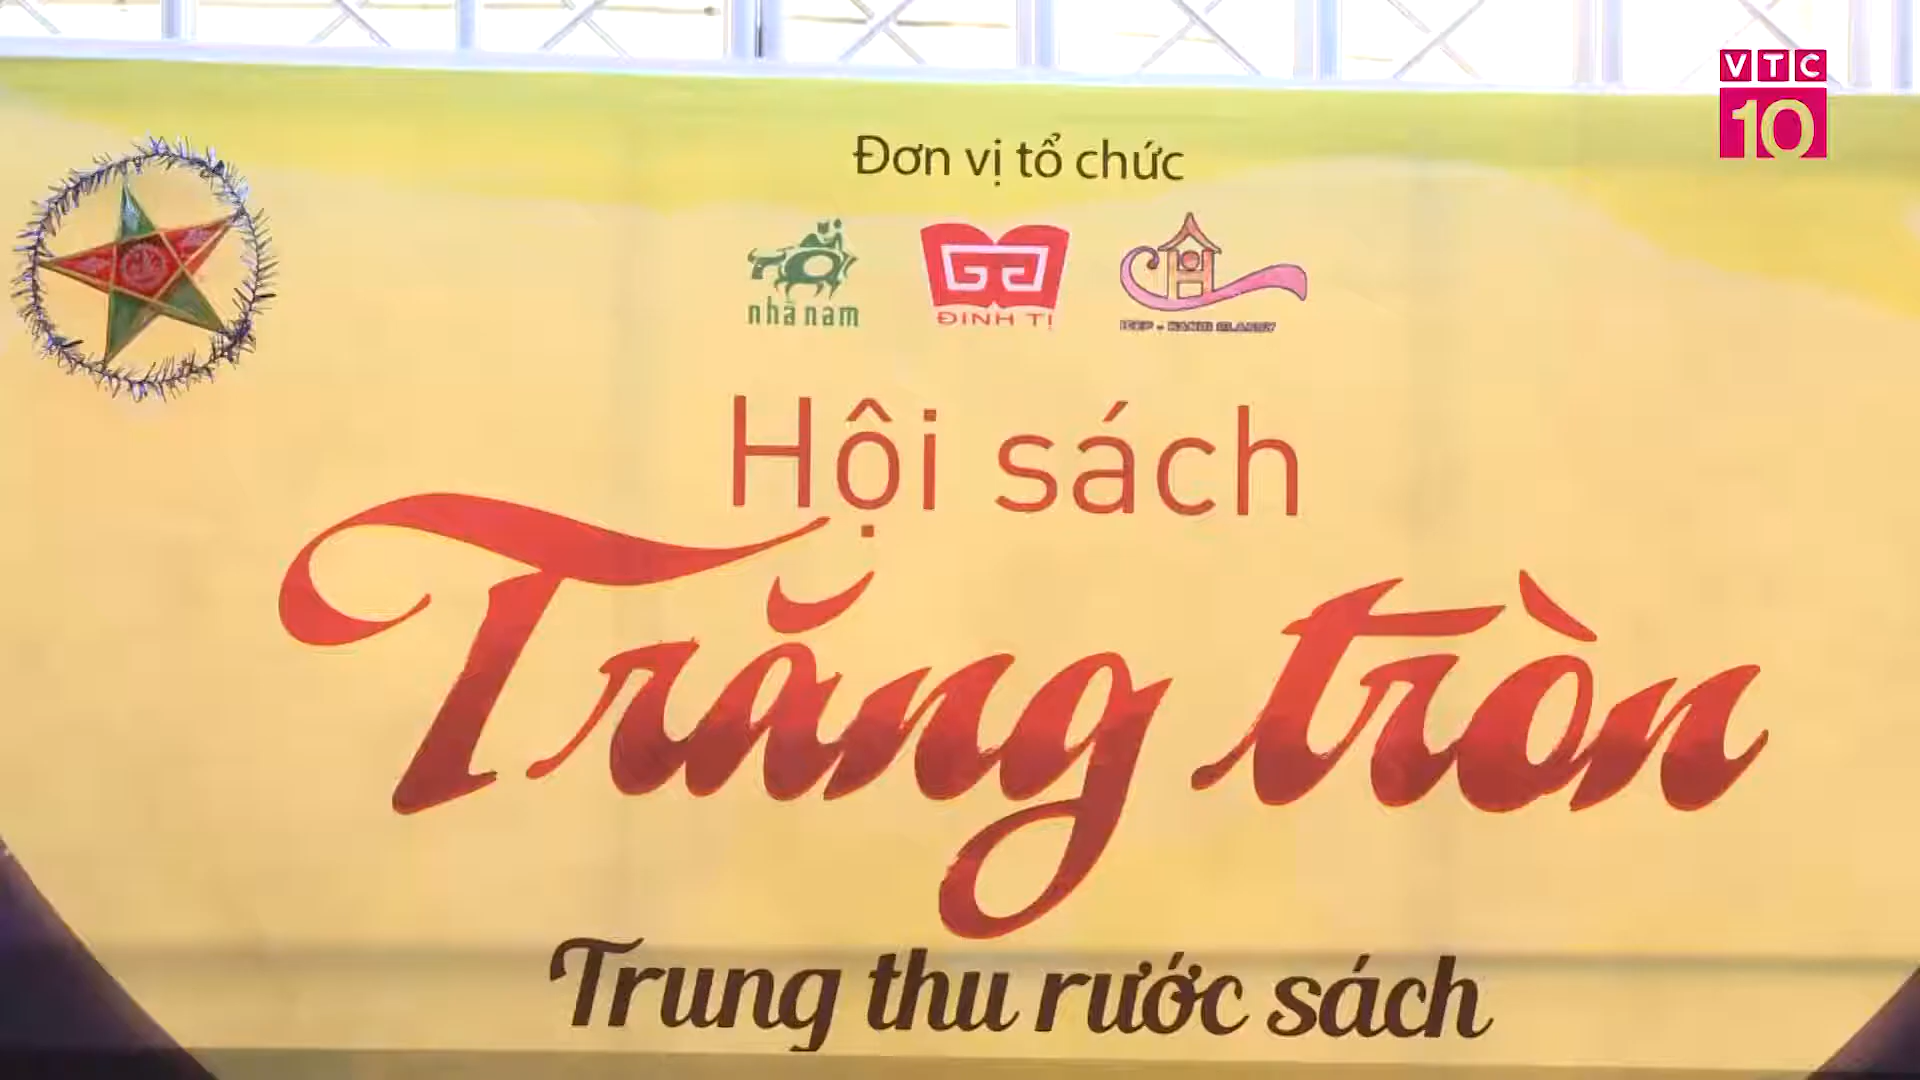 VTC
10
Đơn vị tổ chức
nhã nam
ĐINH TỊ
Hội sách
Trăng tròn
Trung thu rước sách